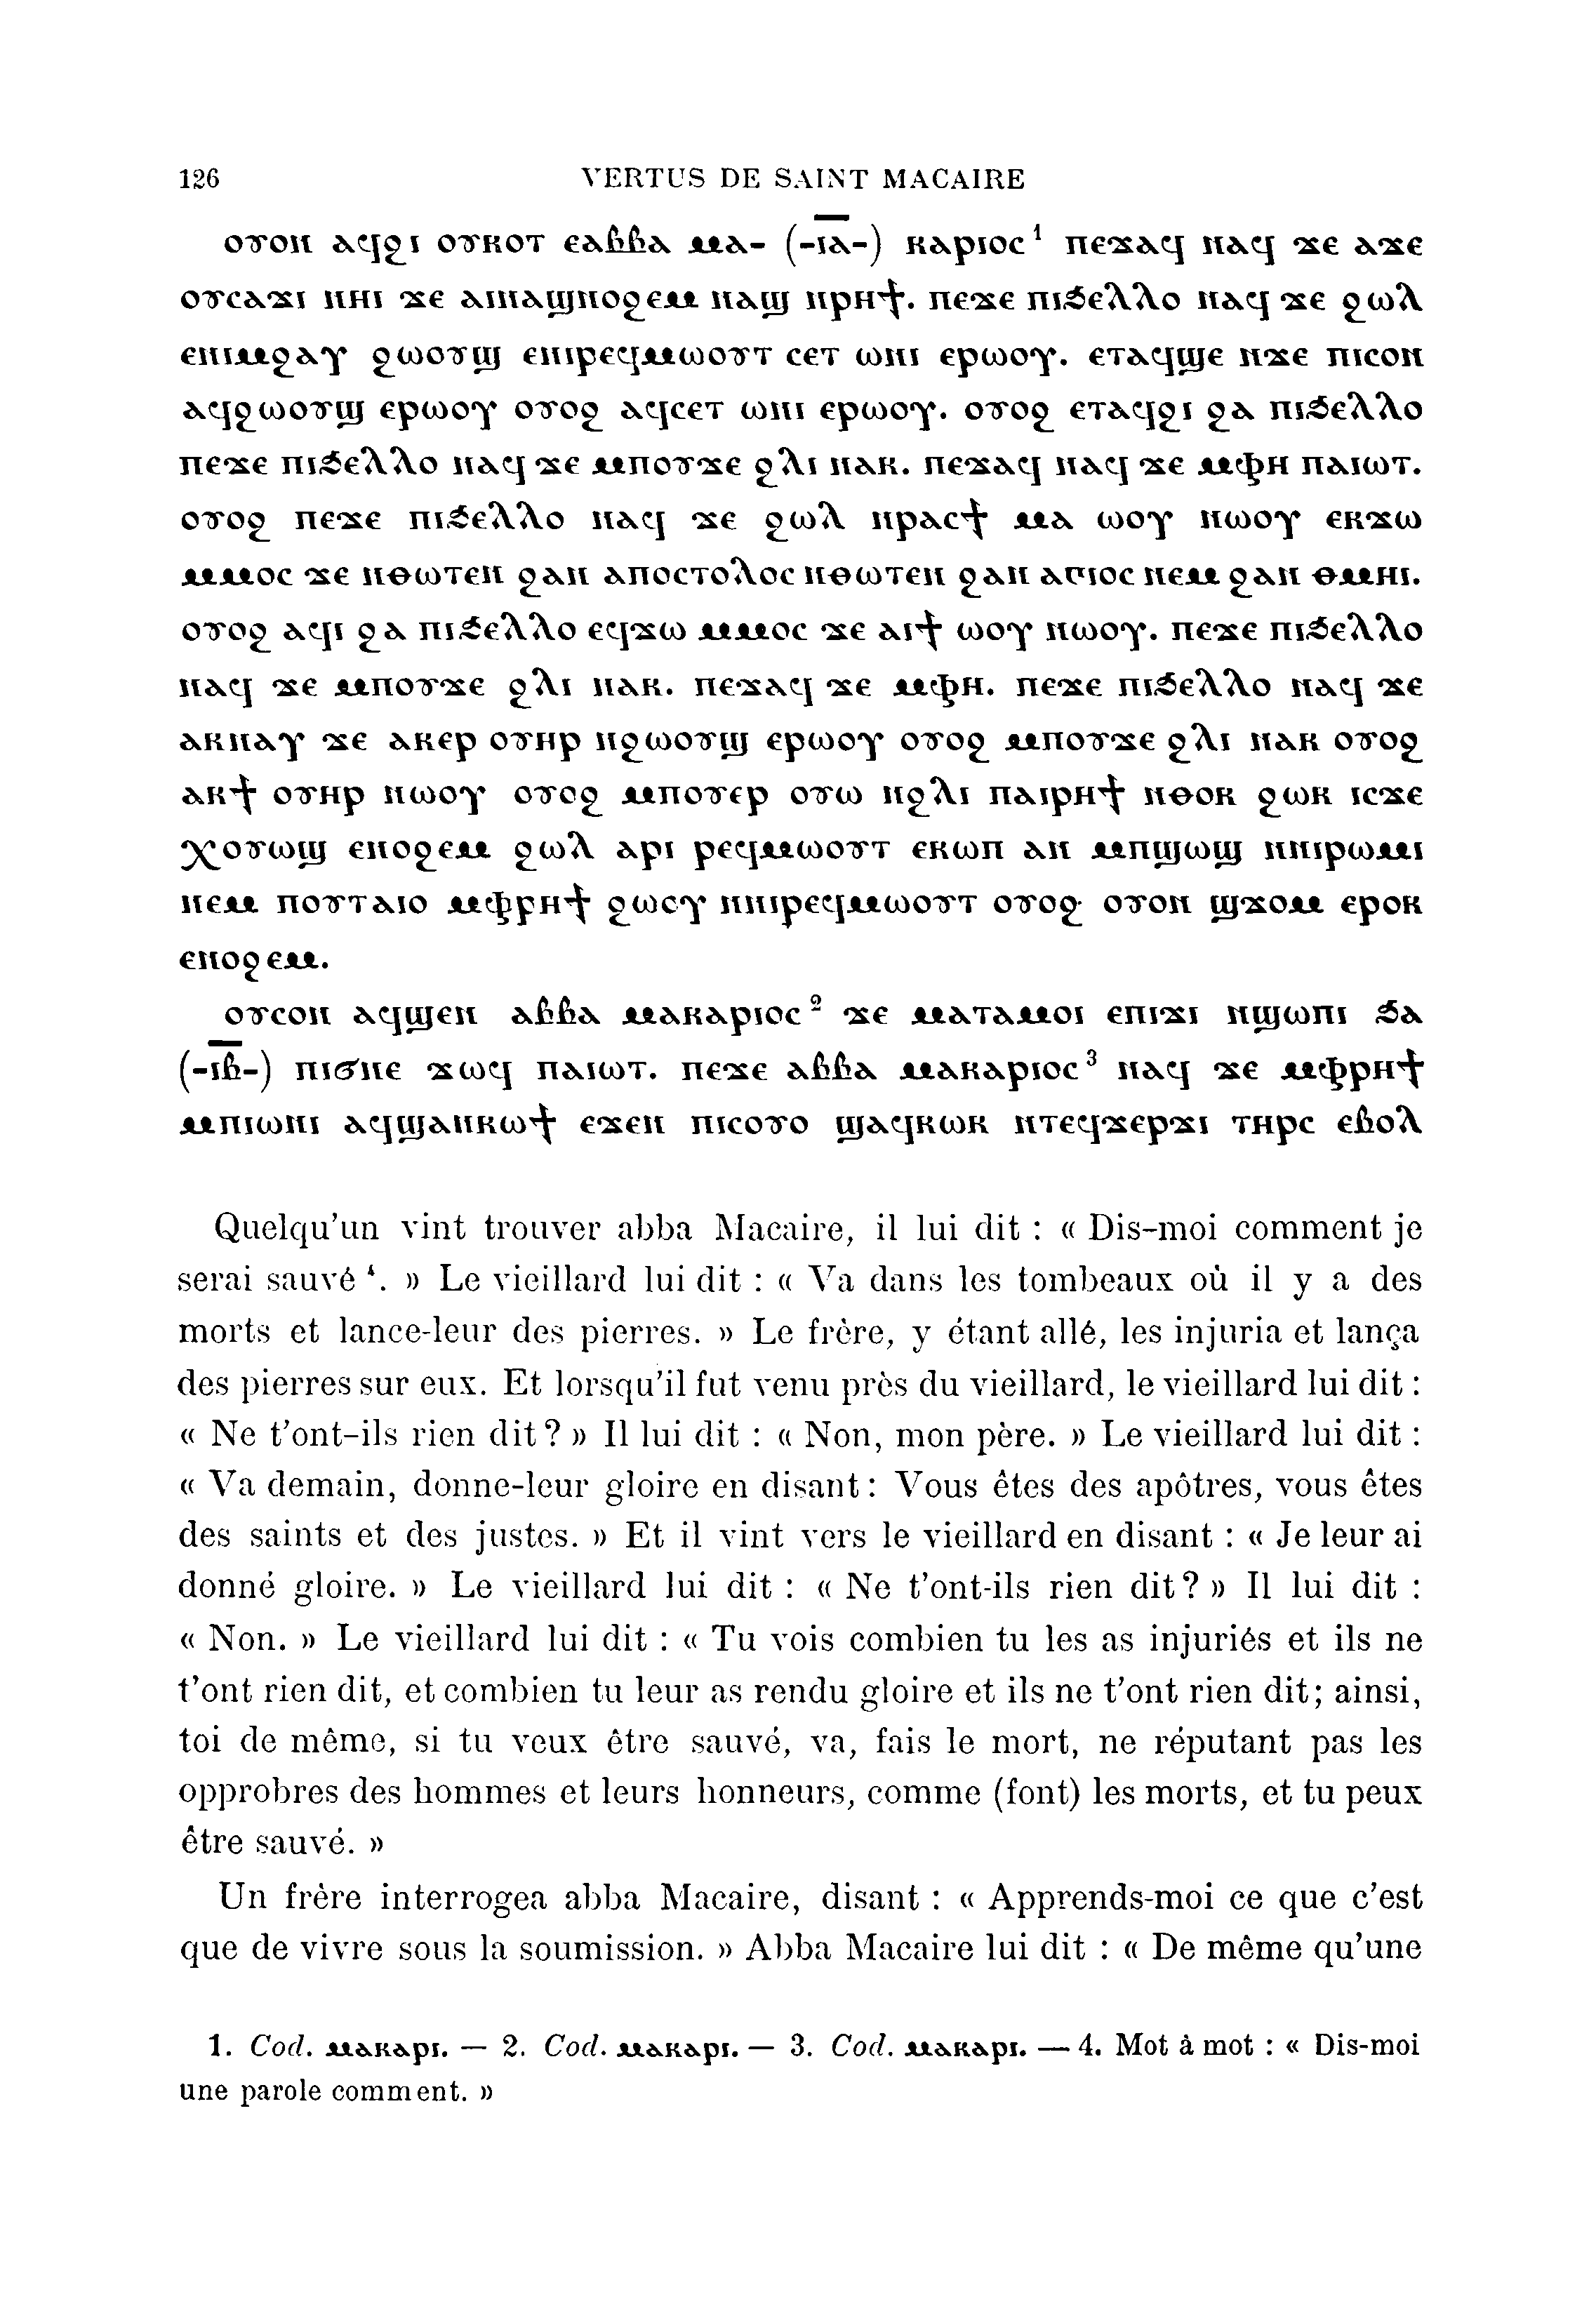 126 VERTUS DE SAINT MACAIRE
ⲟⲩⲟⲛ ⲁϥϩⲓ ⲟⲩⲕⲟⲧ ⲉⲁⲃⲃⲁ ⲙⲁ- (-ⲓ̅ⲁ̅-) ⲕⲁⲣⲓⲟⲥ¹ ⲡⲉϫⲁϥ ⲛⲁϥ ϫⲉ ⲁϫⲉ
ⲟⲩⲥⲁϫⲓ ⲛⲏⲓ ϫⲉ ⲁⲓⲛⲁϣⲛⲟϩⲉⲙ ⲛⲁϣ ⲛⲣⲏϯ. ⲡⲉϫⲉ ⲡⲓϧⲉⲗⲗⲟ ⲛⲁϥ ϫⲉ ϩⲱⲗ
ⲉⲛⲓⲙϩⲁⲩ ϩⲱⲟⲩϣ ⲉⲛⲓⲣⲉϥⲙⲱⲟⲩⲧ ⲥⲉⲧ ⲱⲛⲓ ⲉⲣⲱⲟⲩ. ⲉⲧⲁϥϣⲉ ⲛϫⲉ ⲡⲓⲥⲟⲛ
ⲁϥϩⲱⲟⲩϣ ⲉⲣⲱⲟⲩ ⲟⲩⲟϩ ⲁϥⲥⲉⲧ ⲱⲛⲓ ⲉⲣⲱⲟⲩ. ⲟⲩⲟϩ ⲉⲧⲁϥϩⲓ ϩⲁ ⲡⲓϧⲉⲗⲗⲟ
ⲡⲉϫⲉ ⲡⲓϧⲉⲗⲗⲟ ⲛⲁϥ ϫⲉ ⲙⲡⲟⲩϫⲉ ϩⲗⲓ ⲛⲁⲕ. ⲡⲉϫⲁϥ ⲛⲁϥ ϫⲉ ⲙⲫⲏ ⲡⲁⲓⲱⲧ.
ⲟⲩⲟϩ ⲡⲉϫⲉ ⲡⲓϧⲉⲗⲗⲟ ⲛⲁϥ ϫⲉ ϩⲱⲗ ⲛⲣⲁⲥϯ ⲙⲁ ⲱⲟⲩ ⲛⲱⲟⲩ ⲉⲕϫⲱ
ⲙⲙⲟⲥ ϫⲉ ⲛⲑⲱⲧⲉⲛ ϩⲁⲛ ⲁⲡⲟⲥⲧⲟⲗⲟⲥ ⲛⲑⲱⲧⲉⲛ ϩⲁⲛ ⲁⲅⲓⲟⲥ ⲛⲉⲙ ϩⲁⲛ ⲑⲙⲏⲓ.
ⲟⲩⲟϩ ⲁϥⲓ ϩⲁ ⲡⲓϧⲉⲗⲗⲟ ⲉϥϫⲱ ⲙⲙⲟⲥ ϫⲉ ⲁⲓϯ ⲱⲟⲩ ⲛⲱⲟⲩ. ⲡⲉϫⲉ ⲡⲓϧⲉⲗⲗⲟ
ⲛⲁϥ ϫⲉ ⲙⲡⲟⲩϫⲉ ϩⲗⲓ ⲛⲁⲕ. ⲡⲉϫⲁϥ ϫⲉ ⲙⲫⲏ. ⲡⲉϫⲉ ⲡⲓϧⲉⲗⲗⲟ ⲛⲁϥ ϫⲉ
ⲁⲕⲛⲁⲩ ϫⲉ ⲁⲕⲉⲣ ⲟⲩⲏⲣ ⲛϩⲱⲟⲩϣ ⲉⲣⲱⲟⲩ ⲟⲩⲟϩ ⲙⲡⲟⲩϫⲉ ϩⲗⲓ ⲛⲁⲕ ⲟⲩⲟϩ
ⲁⲕϯ ⲟⲩⲏⲣ ⲛⲱⲟⲩ ⲟⲩⲟϩ ⲙⲡⲟⲩⲉⲣ ⲟⲩⲱ ⲛϩⲗⲓ ⲡⲁⲓⲣⲏϯ ⲛⲑⲟⲕ ϩⲱⲕ ⲓⲥϫⲉ
ⲭⲟⲩⲱϣ ⲉⲛⲟϩⲉⲙ ϩⲱⲗ ⲁⲣⲓ ⲣⲉϥⲙⲱⲟⲩⲧ ⲉⲕⲱⲡ ⲁⲛ ⲙⲡϣⲱϣ ⲛⲛⲓⲣⲱⲙⲓ
ⲛⲉⲙ ⲡⲟⲩⲧⲁⲓⲟ ⲙⲫⲣⲏϯ ϩⲱⲟⲩ ⲛⲛⲓⲣⲉϥⲙⲱⲟⲩⲧ ⲟⲩⲟϩ ⲟⲩⲟⲛ ϣϫⲟⲙ ⲉⲣⲟⲕ
ⲉⲛⲟϩⲉⲙ.
ⲟⲩⲥⲟⲛ ⲁϥϣⲉⲛ ⲁⲃⲃⲁ ⲙⲁⲕⲁⲣⲓⲟⲥ² ϫⲉ ⲙⲁⲧⲁⲙⲟⲓ ⲉⲡⲓϫⲓ ⲛϣⲱⲡⲓ ϧⲁ
(-ⲓ̅ⲃ̅-) ⲡⲓϭⲛⲉ ϫⲱϥ ⲡⲁⲓⲱⲧ. ⲡⲉϫⲉ ⲁⲃⲃⲁ ⲙⲁⲕⲁⲣⲓⲟⲥ³ ⲛⲁϥ ϫⲉ ⲙⲫⲣⲏϯ
ⲙⲡⲓⲱⲛⲓ ⲁϥϣⲁⲛⲕⲱϯ ⲉϫⲉⲛ ⲡⲓⲥⲟⲩⲟ ϣⲁϥⲕⲱⲕ ⲛⲧⲉϥϫⲉⲣϫⲓ ⲧⲏⲣⲥ ⲉⲃⲟⲗ
Quelqu'un vint trouver abba Macaire, il lui dit : « Dis-moi comment je
serai sauvé⁴. » Le vieillard lui dit : « Va dans les tombeaux où il y a des
morts et lance-leur des pierres. » Le frère, y étant allé, les injuria et lança
des pierres sur eux. Et lorsqu'il fut venu près du vieillard, le vieillard lui dit :
« Ne t'ont-ils rien dit ? » Il lui dit : « Non, mon père. » Le vieillard lui dit :
« Va demain, donne-leur gloire en disant : Vous êtes des apôtres, vous êtes
des saints et des justes. » Et il vint vers le vieillard en disant : « Je leur ai
donné gloire. » Le vieillard lui dit : « Ne t'ont-ils rien dit ? » Il lui dit :
« Non. » Le vieillard lui dit : « Tu vois combien tu les as injuriés et ils ne
t'ont rien dit, et combien tu leur as rendu gloire et ils ne t'ont rien dit; ainsi,
toi de même, si tu veux être sauvé, va, fais le mort, ne réputant pas les
opprobres des hommes et leurs honneurs, comme (font) les morts, et tu peux
être sauvé. »
Un frère interrogea abba Macaire, disant : « Apprends-moi ce que c'est
que de vivre sous la soumission. » Abba Macaire lui dit : « De même qu'une
1. Cod. ⲙⲁⲕⲁⲣⲓ. — 2. Cod. ⲙⲁⲕⲁⲣⲓ. — 3. Cod. ⲙⲁⲕⲁⲣⲓ. — 4. Mot à mot : « Dis-moi
une parole comment. »